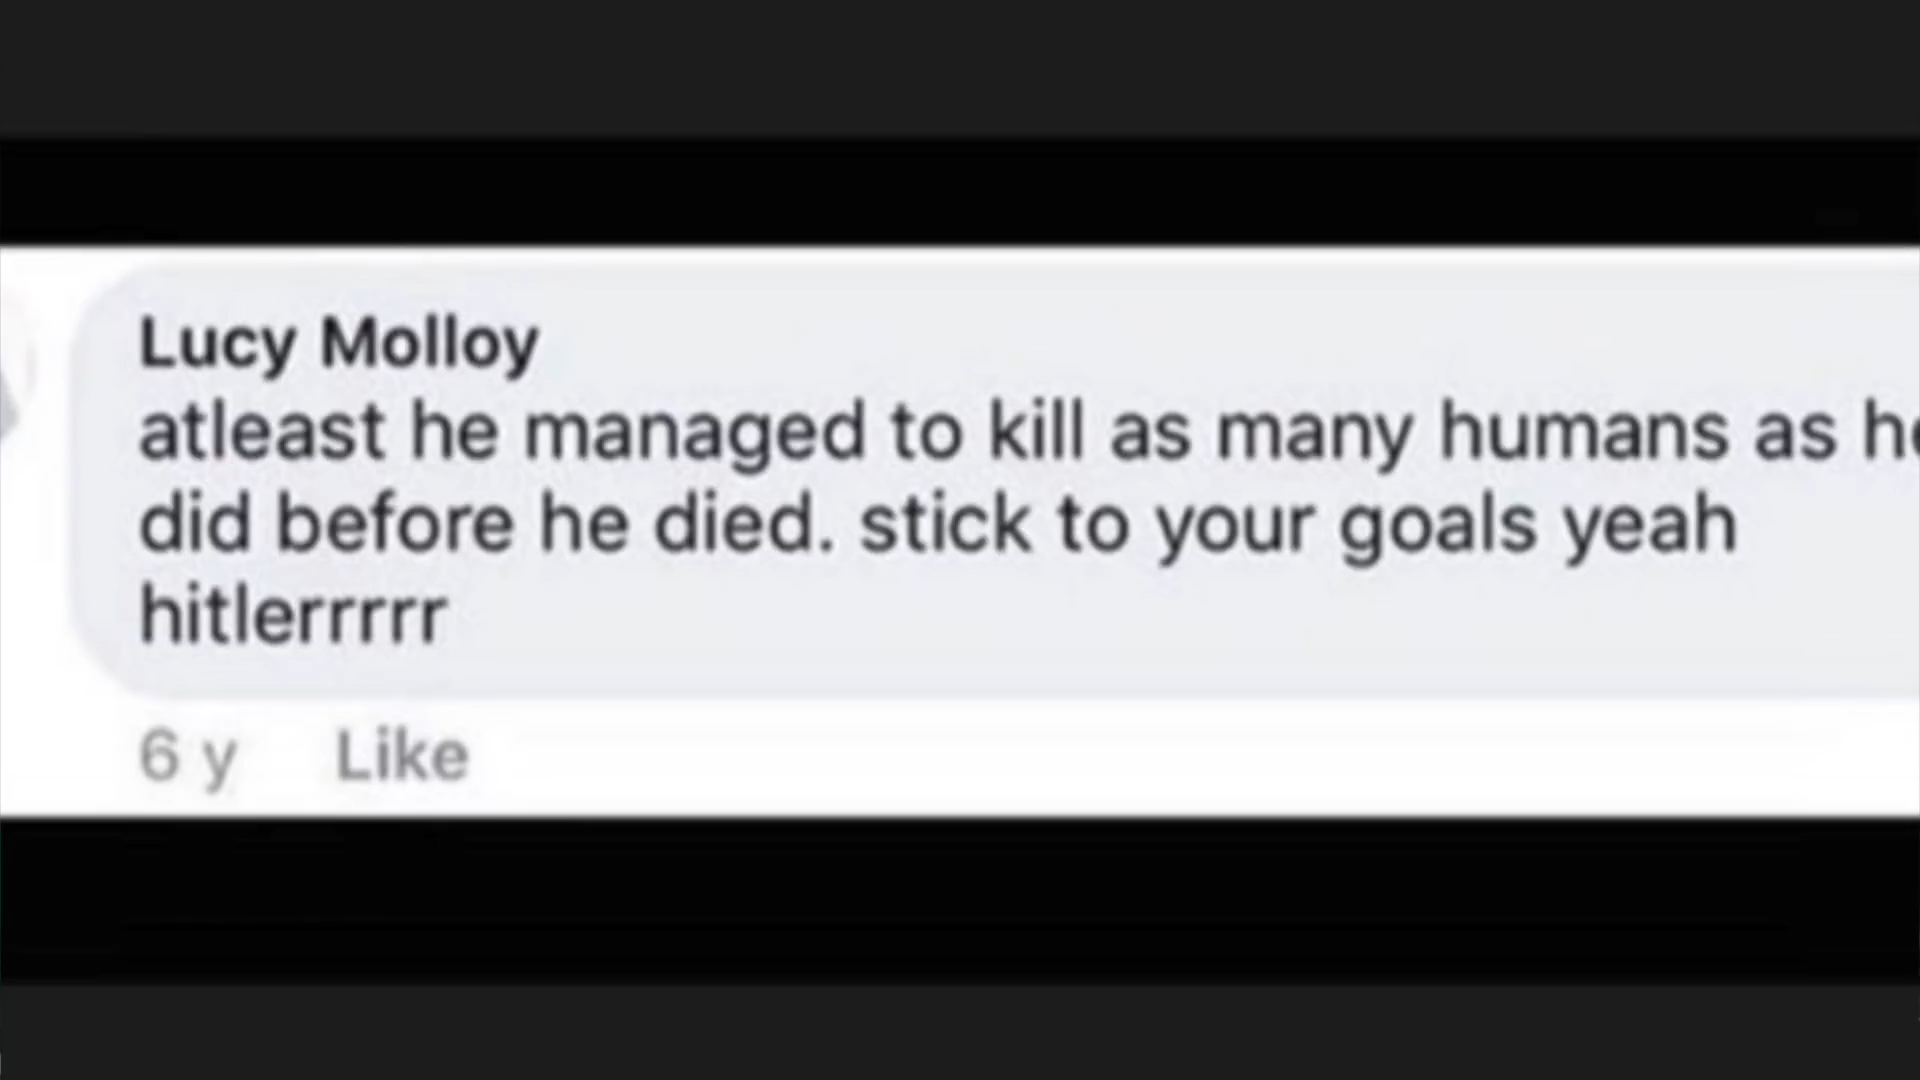 Lucy Molloy
atleast he managed to kill as many humans as he
did before he died. stick to your goals yeah
hitlerrrrr
6 y Like